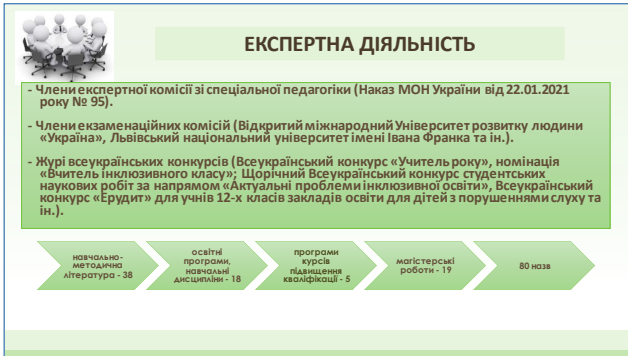 ЕКСПЕРТНА ДІЯЛЬНІСТЬ
- Члени експертної комісії зі спеціальної педагогіки (Наказ МОН України від 22.01.2021
року № 95).
- Члени екзаменаційних комісій (Відкритий міжнародний Університет розвитку людини
«Україна», Львівський національний університет імені Івана Франка та ін.).
- Журі всеукраїнських конкурсів (Всеукраїнський конкурс «Учитель року», номінація
«Вчитель інклюзивного класу»; Щорічний Всеукраїнський конкурс студентських
наукових робіт за напрямом «Актуальні проблеми інклюзивної освіти», Всеукраїнський
конкурс «Ерудит» для учнів 12-х класів закладів освіти для дітей з порушеннями слуху та
ін.).
навчально-
методична
література - 38
освітні
програми,
навчальні
дисципліни - 18
програми
курсів
підвищення
кваліфікації - 5
магістерські
роботи - 19
80 назв